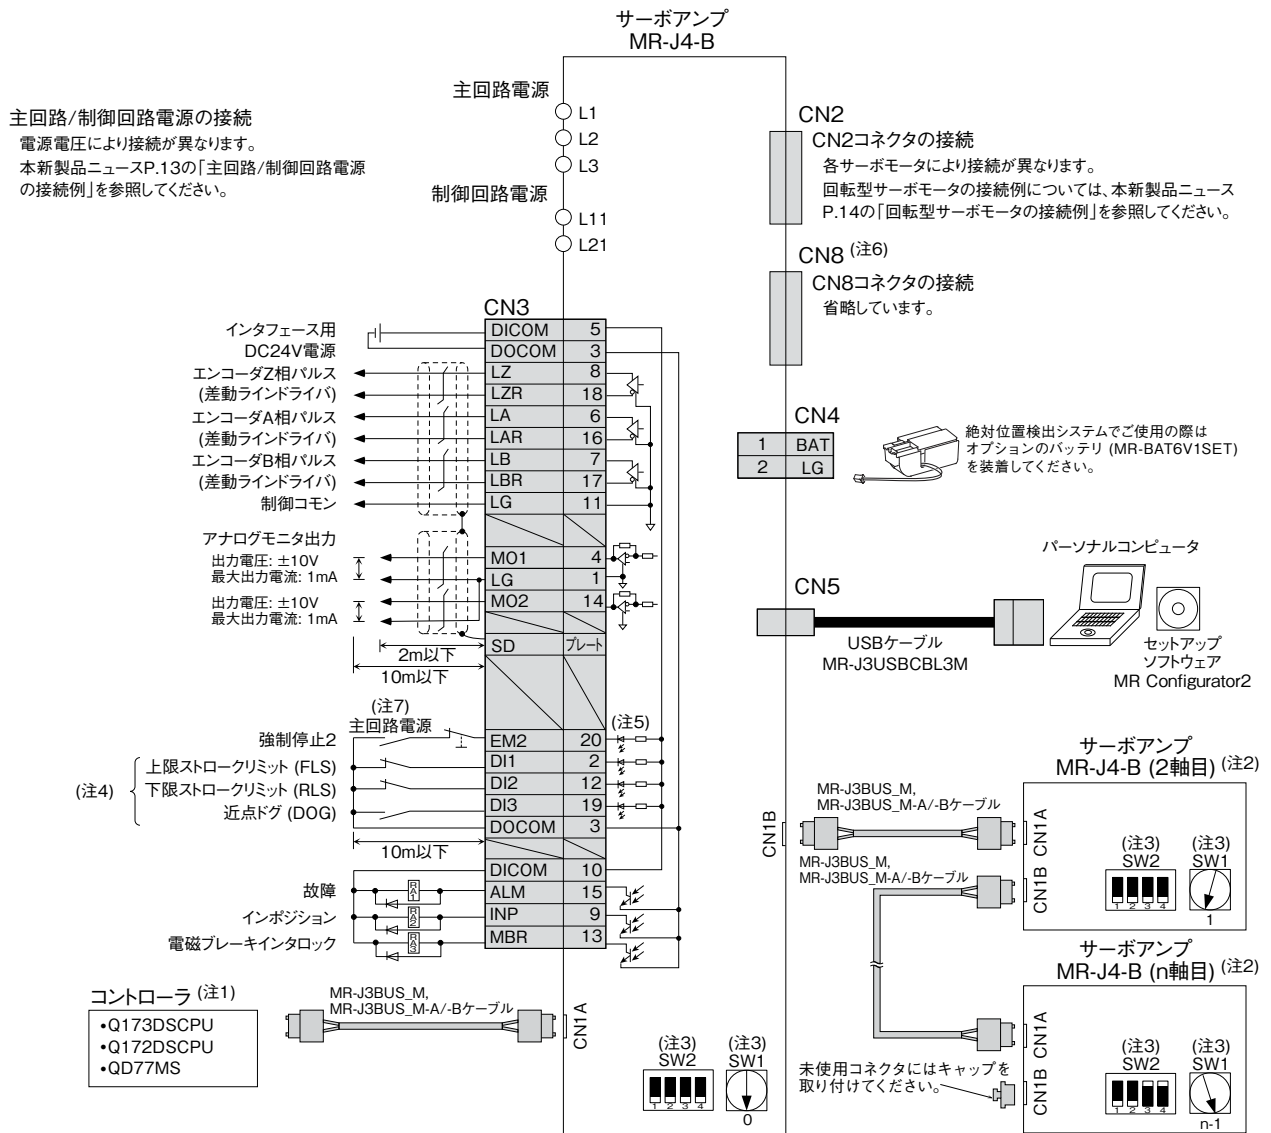 サーボアンプ
MR-J4-B
主回路/制御回路電源の接続
電源電圧により接続が異なります。
本新製品ニュースP.13の「主回路/制御回路電源
の接続例」を参照してください。
主回路電源
L1
L2
L3
制御回路電源
L11
L21
CN2
CN2コネクタの接続
各サーボモータにより接続が異なります。
回転型サーボモータの接続例については、本新製品ニュース
P.14の「回転型サーボモータの接続例」を参照してください。
CN8 (注6)
CN8コネクタの接続
省略しています。
CN3
インタフェース用
DC24V電源
DICOM 5
DOCOM 3
エンコーダZ相パルス LZ 8
(差動ラインドライバ) LZR 18
エンコーダA相パルス LA 6
(差動ラインドライバ) LAR 16
エンコーダB相パルス LB 7
(差動ラインドライバ) LBR 17
制御コモン LG 11
アナログモニタ出力
出力電圧: ±10V
最大出力電流: 1mA
出力電圧: ±10V
最大出力電流: 1mA
MO1 4
LG 1
MO2 14
SD プレート
2m以下
10m以下
(注7)
主回路電源
(注5)
強制停止2 EM2 20
(注4)
上限ストロークリミット (FLS) DI1 2
下限ストロークリミット (RLS) DI2 12
近点ドグ (DOG) DI3 19
DOCOM 3
10m以下
DICOM 10
故障 RA1 ALM 15
インポジション RA2 INP 9
電磁ブレーキインタロック RA3 MBR 13
CN4
1 BAT
2 LG
絶対位置検出システムでご使用の際は
オプションのバッテリ (MR-BAT6V1SET)
を装着してください。
CN5
USBケーブル
MR-J3USBCBL3M
パーソナルコンピュータ
セットアップ
ソフトウェア
MR Configurator2
コントローラ (注1)
•Q173DSCPU
•Q172DSCPU
•QD77MS
MR-J3BUS_M,
MR-J3BUS_M-A/-Bケーブル
CN1A
(注3)
SW2
1 2 3 4
(注3)
SW1
0
CN1B
MR-J3BUS_M,
MR-J3BUS_M-A/-Bケーブル
MR-J3BUS_M,
MR-J3BUS_M-A/-Bケーブル
サーボアンプ
MR-J4-B (2軸目) (注2)
CN1A
CN1B
(注3)
SW2
1 2 3 4
(注3)
SW1
1
サーボアンプ
MR-J4-B (n軸目) (注2)
CN1A
CN1B
(注3)
SW2
1 2 3 4
(注3)
SW1
n-1
未使用コネクタにはキャップを
取り付けてください。